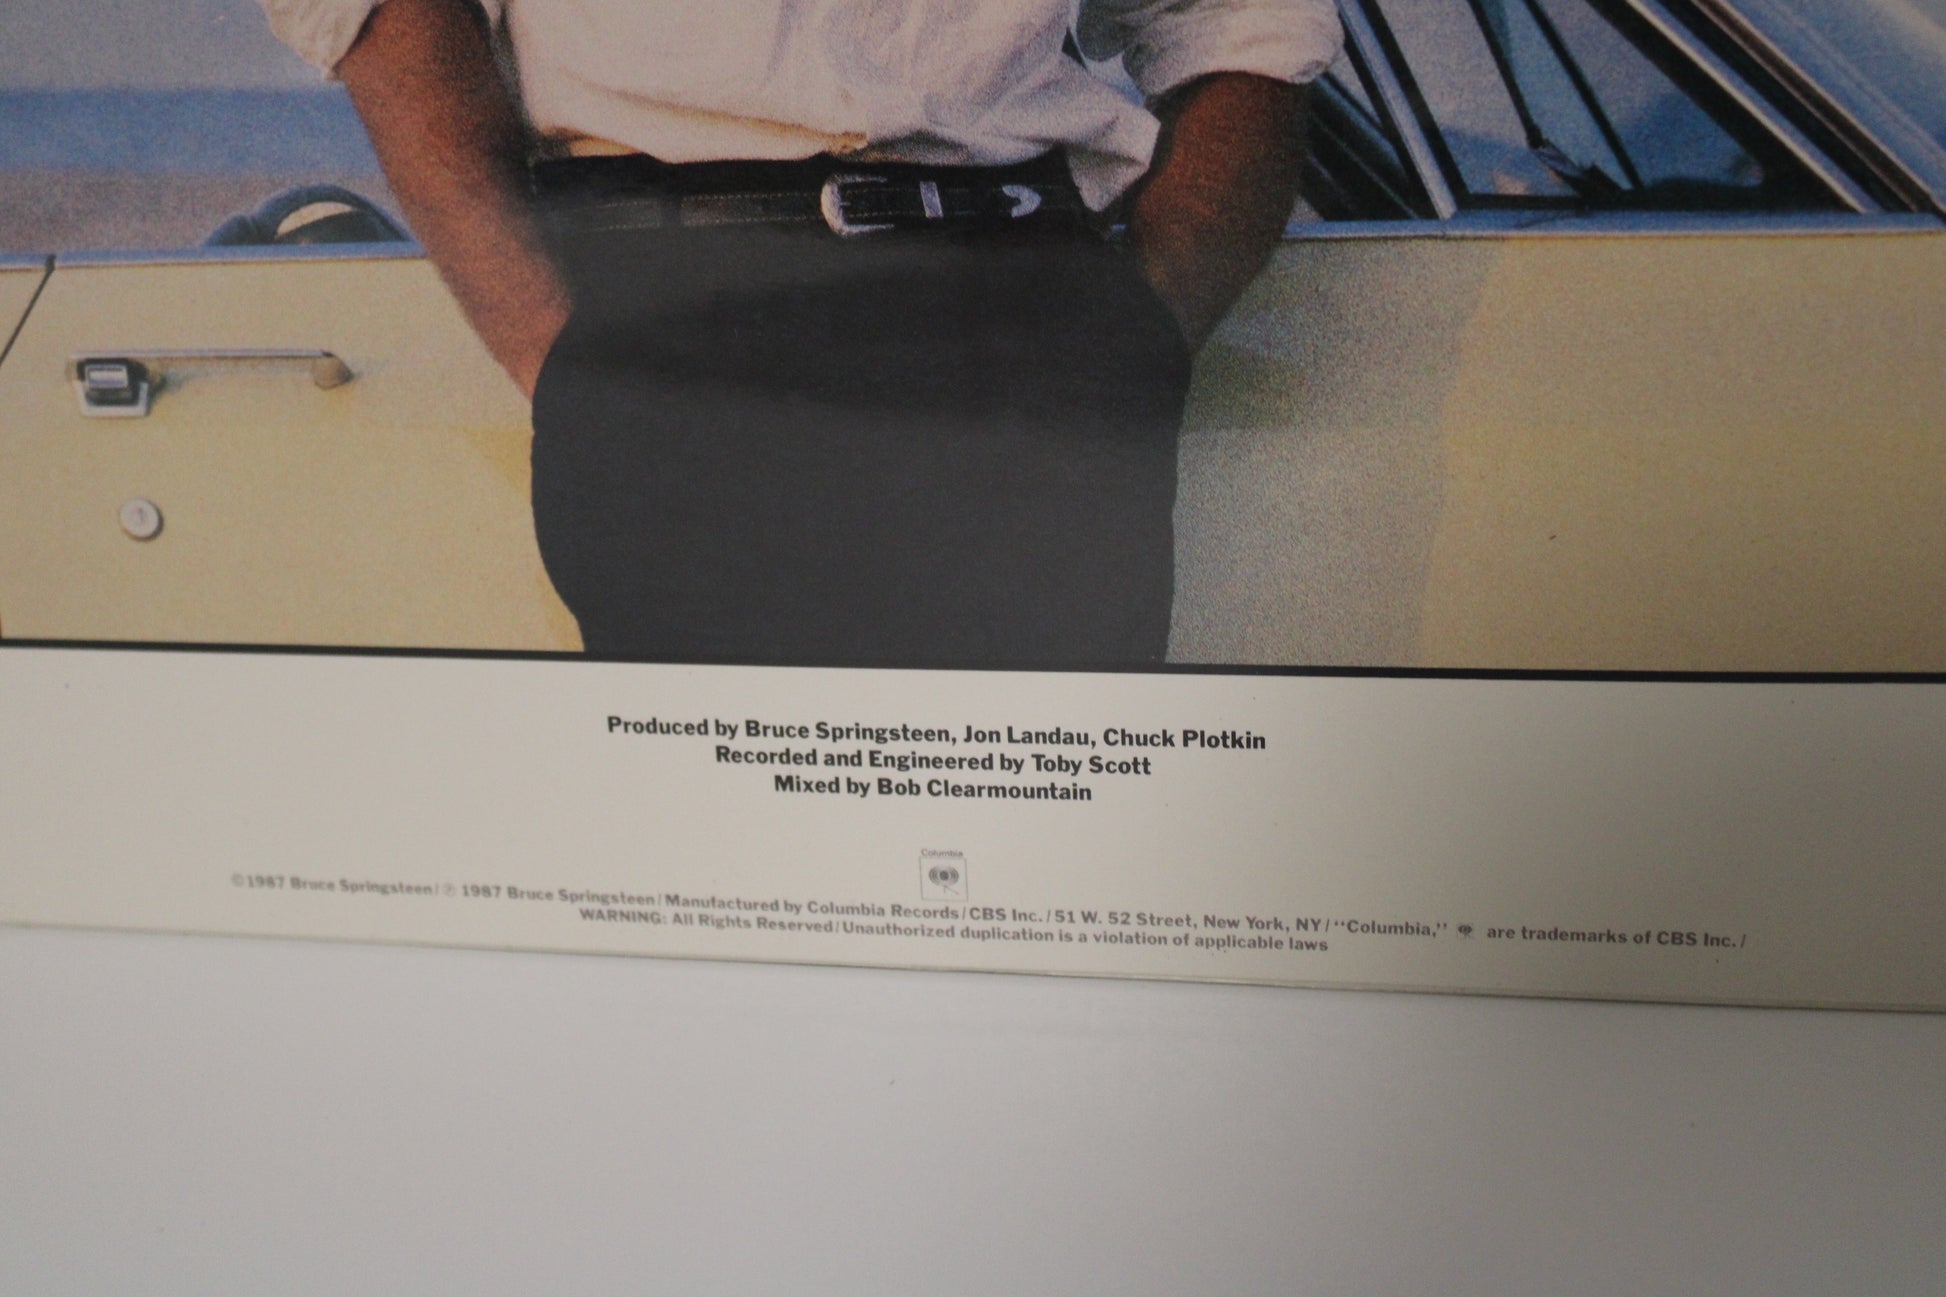 Produced by Bruce Springsteen, Jon Landau, Chuck Plotkin
Recorded and Engineered by Toby Scott
Mixed by Bob Clearmountain
Columbia
©1987 Bruce Springsteen/℗ 1987 Bruce Springsteen/Manufactured by Columbia Records/CBS Inc./51 W. 52 Street, New York, NY/“Columbia,” are trademarks of CBS Inc./
WARNING: All Rights Reserved/Unauthorized duplication is a violation of applicable laws